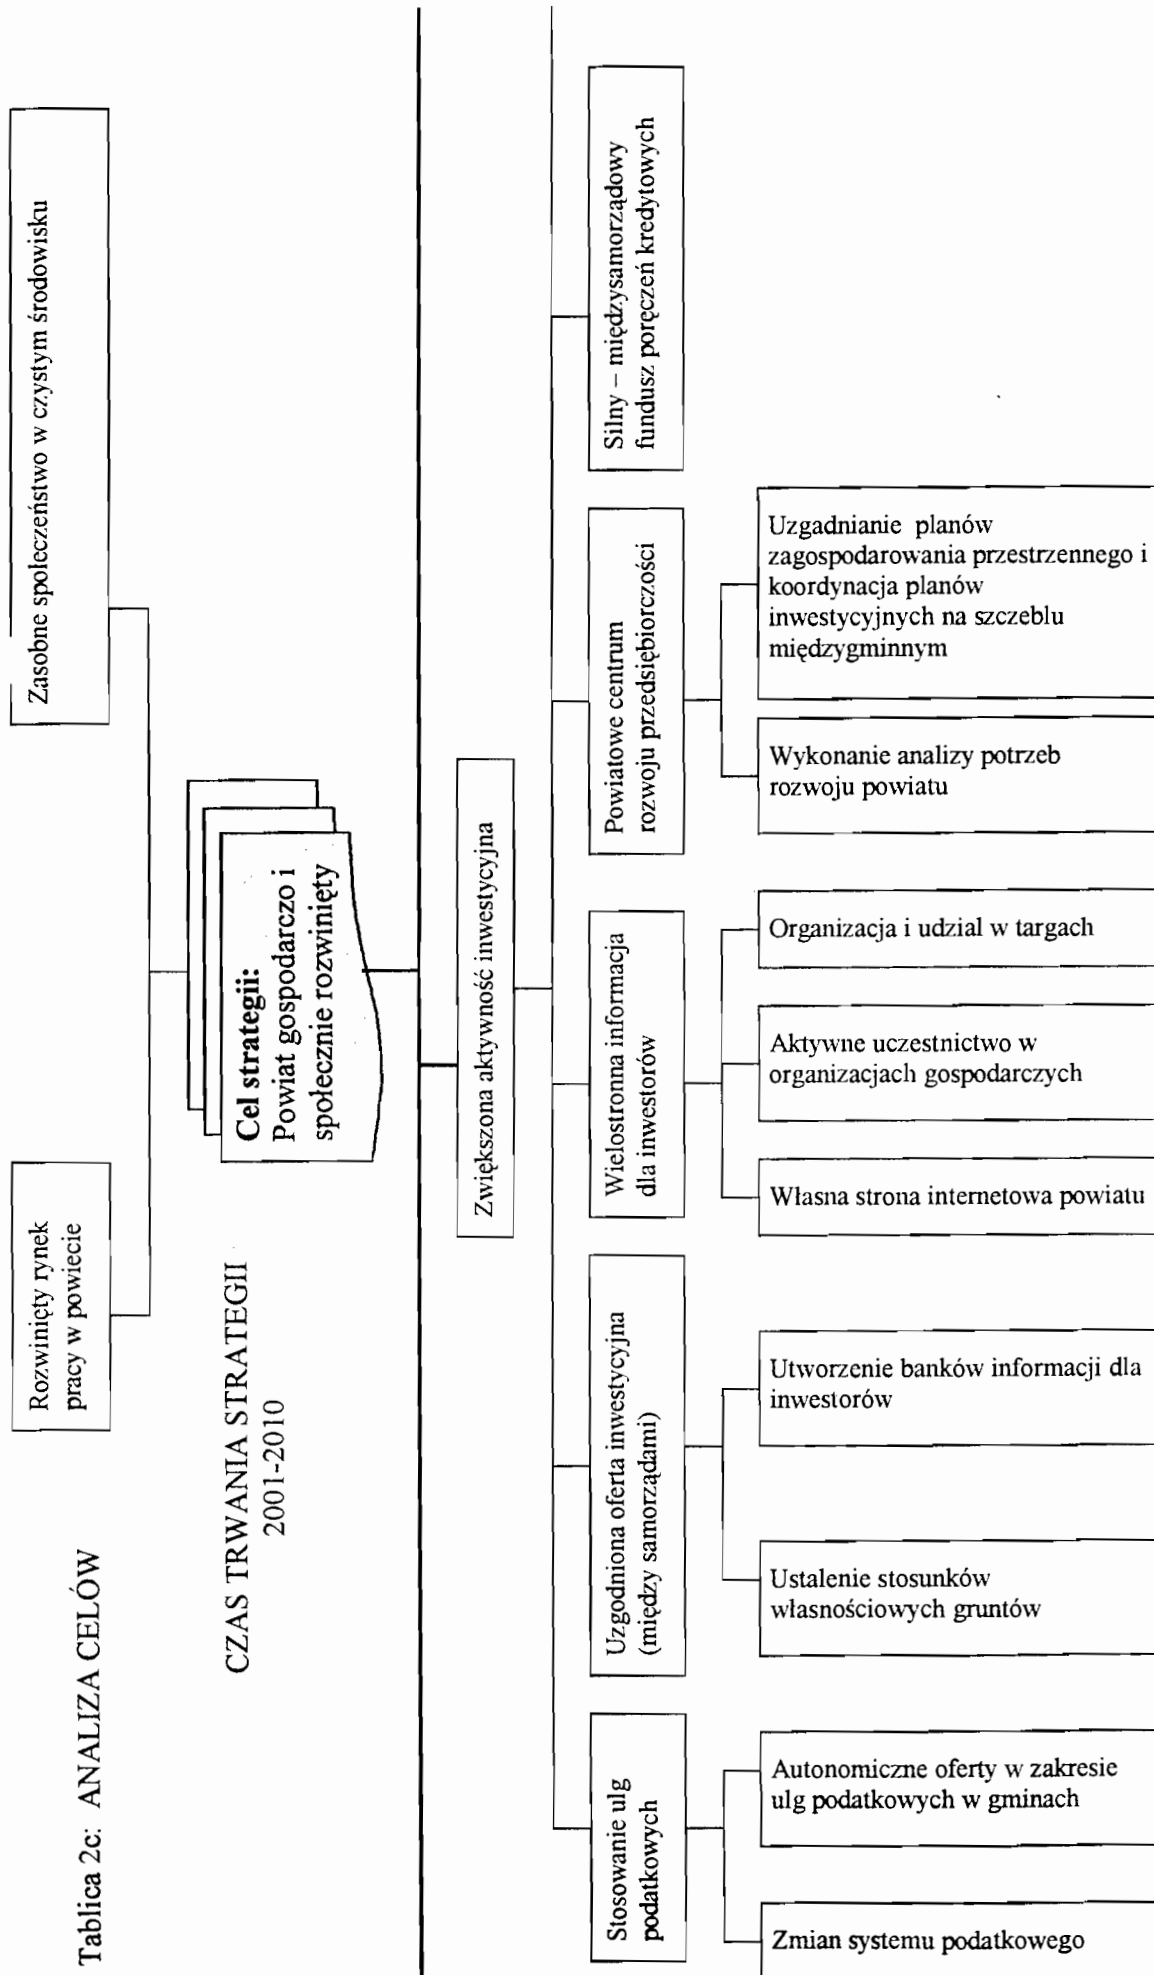 Tablica 2c: ANALIZA CELÓW
Rozwinięty rynek
pracy w powiecie
Zasobne społeczeństwo w czystym środowisku
CZAS TRWANIA STRATEGII
2001-2010
Cel strategii:
Powiat gospodarczo i
społecznie rozwinięty
Zwiększona aktywność inwestycyjna
Stosowanie ulg
podatkowych
Uzgodniona oferta inwestycyjna
(między samorządami)
Wielostronna informacja
dla inwestorów
Powiatowe centrum
rozwoju przedsiębiorczości
Silny – międzysamorządowy
fundusz poręczeń kredytowych
Zmian systemu podatkowego
Autonomiczne oferty w zakresie
ulg podatkowych w gminach
Ustalenie stosunków
własnościowych gruntów
Utworzenie banków informacji dla
inwestorów
Własna strona internetowa powiatu
Aktywne uczestnictwo w
organizacjach gospodarczych
Organizacja i udział w targach
Wykonanie analizy potrzeb
rozwoju powiatu
Uzgadnianie planów
zagospodarowania przestrzennego i
koordynacja planów
inwestycyjnych na szczeblu
międzygminnym